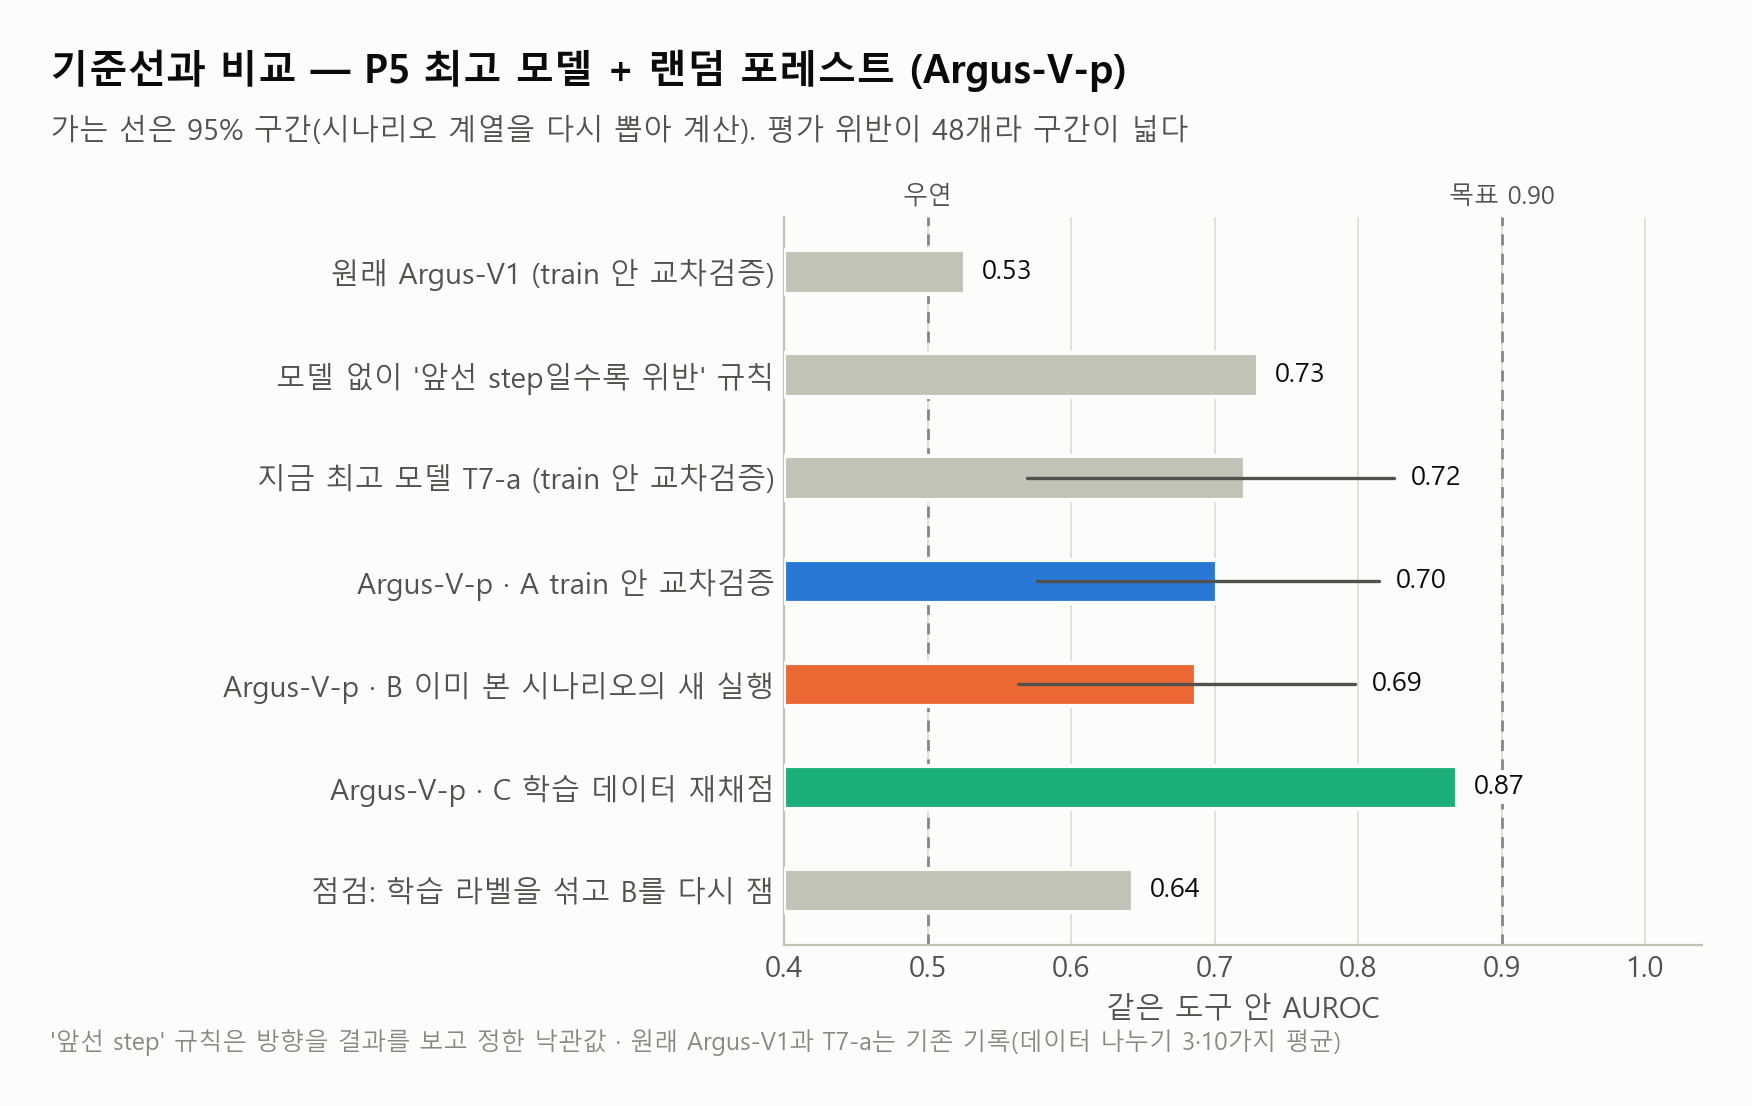 기준선과 비교 — P5 최고 모델 + 랜덤 포레스트 (Argus-V-p)
가는 선은 95% 구간(시나리오 계열을 다시 뽑아 계산). 평가 위반이 48개라 구간이 넓다
우연
목표 0.90
원래 Argus-V1 (train 안 교차검증)
0.53
모델 없이 '앞선 step일수록 위반' 규칙
0.73
지금 최고 모델 T7-a (train 안 교차검증)
0.72
Argus-V-p · A train 안 교차검증
0.70
Argus-V-p · B 이미 본 시나리오의 새 실행
0.69
Argus-V-p · C 학습 데이터 재채점
0.87
점검: 학습 라벨을 섞고 B를 다시 잼
0.64
0.4 0.5 0.6 0.7 0.8 0.9 1.0
같은 도구 안 AUROC
'앞선 step' 규칙은 방향을 결과를 보고 정한 낙관값 · 원래 Argus-V1과 T7-a는 기존 기록(데이터 나누기 3·10가지 평균)